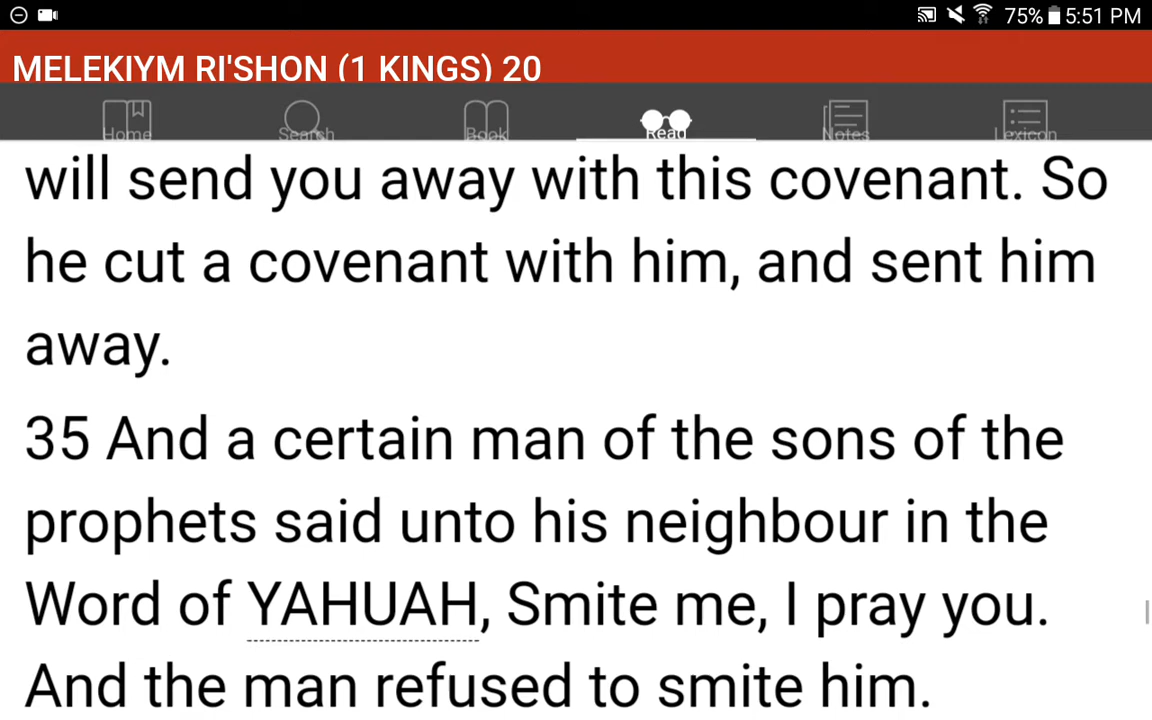 75% 5:51 PM
MELEKIYM RI'SHON (1 KINGS) 20
Home Search Book Read Notes Lexicon
will send you away with this covenant. So
he cut a covenant with him, and sent him
away.
35 And a certain man of the sons of the
prophets said unto his neighbour in the
Word of YAHUAH, Smite me, I pray you.
And the man refused to smite him.